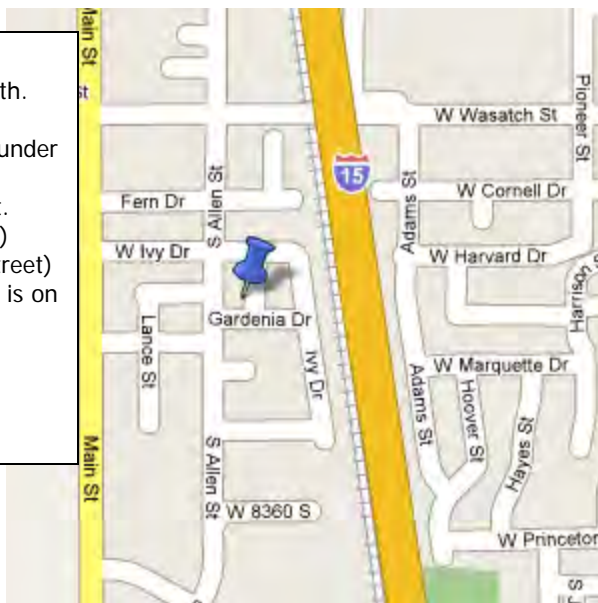 th.
under
t.
)
reet)
is on
Main St
st
W Wasatch St
Pioneer St
15
S Allen St
Adams St
Fern Dr
W Cornell Dr
W Ivy Dr
W Harvard Dr
Harrison
Gardenia Dr
Lance St
Ivy Dr
W Marquette Dr
Adams St
Hoover St
Hayes St
Main St
S Allen St
W 8360 S
W Princeton